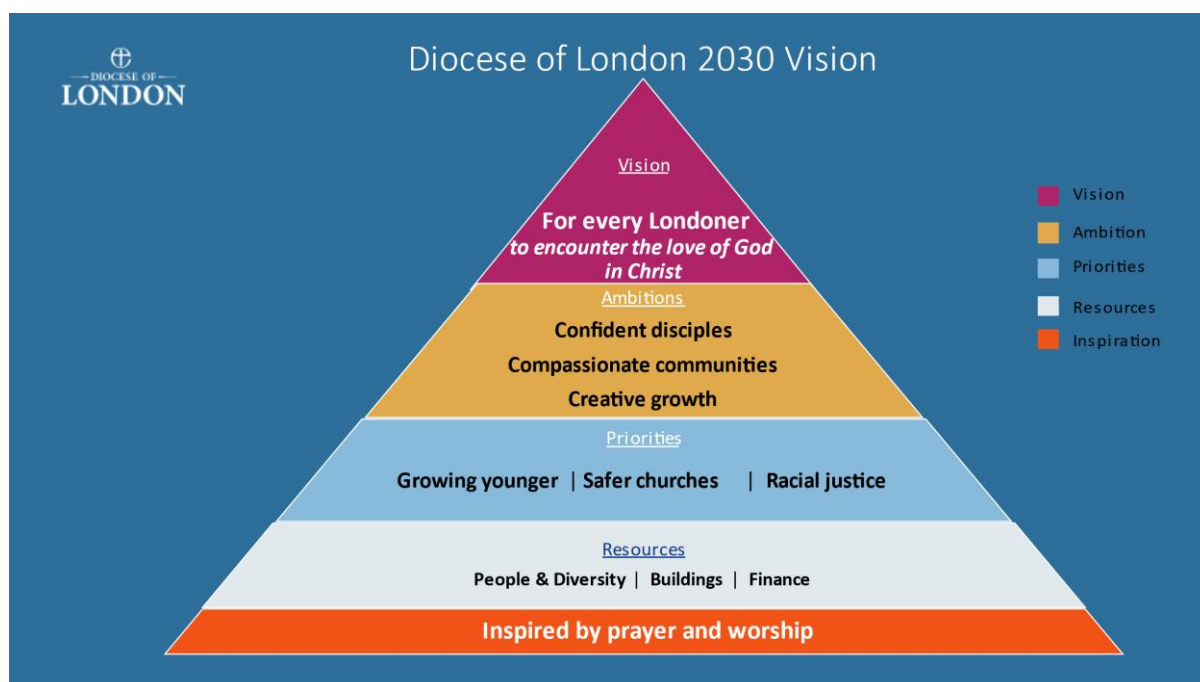 DIOCESE OF
LONDON
Diocese of London 2030 Vision
Vision
For every Londoner
to encounter the love of God
in Christ
Ambitions
Confident disciples
Compassionate communities
Creative growth
Priorities
Growing younger | Safer churches | Racial justice
Resources
People & Diversity | Buildings | Finance
Inspired by prayer and worship
Vision
Ambition
Priorities
Resources
Inspiration